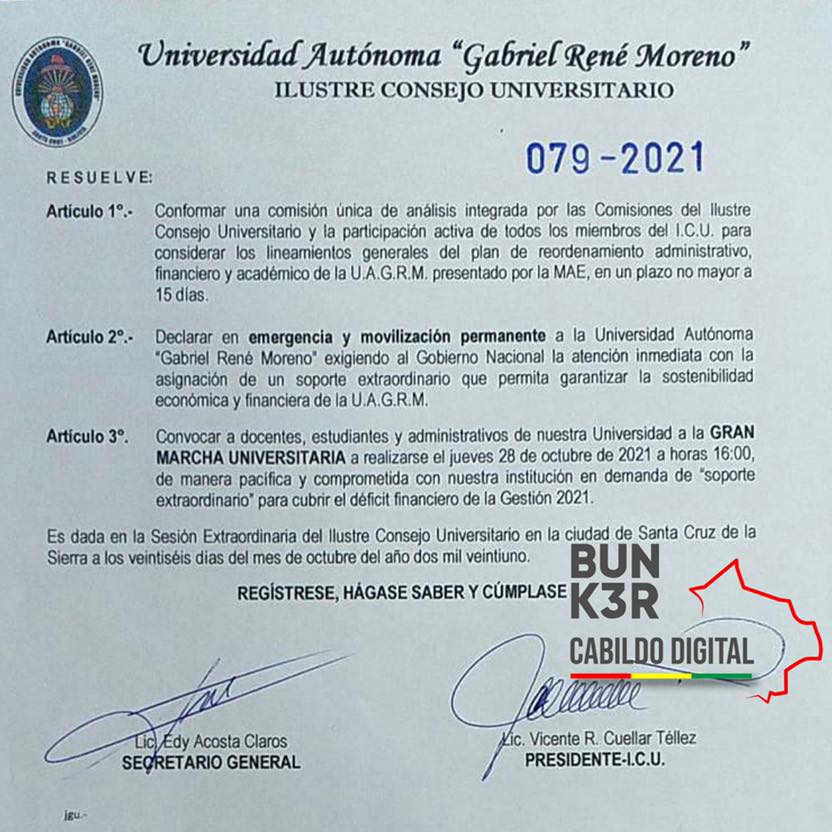 Universidad Autónoma "Gabriel René Moreno"
ILUSTRE CONSEJO UNIVERSITARIO
079-2021
RESUELVE:
Artículo 1º.- Conformar una comisión única de análisis integrada por las Comisiones del Ilustre
Consejo Universitario y la participación activa de todos los miembros del I.C.U. para
considerar los lineamientos generales del plan de reordenamiento administrativo,
financiero y académico de la U.A.G.R.M. presentado por la MAE, en un plazo no mayor a
15 días.
Artículo 2º.- Declarar en emergencia y movilización permanente a la Universidad Autónoma
"Gabriel René Moreno" exigiendo al Gobierno Nacional la atención inmediata con la
asignación de un soporte extraordinario que permita garantizar la sostenibilidad
económica y financiera de la U.A.G.R.M.
Artículo 3º. Convocar a docentes, estudiantes y administrativos de nuestra Universidad a la GRAN
MARCHA UNIVERSITARIA a realizarse el jueves 28 de octubre de 2021 a horas 16:00,
de manera pacífica y comprometida con nuestra institución en demanda de "soporte
extraordinario" para cubrir el déficit financiero de la Gestión 2021.
Es dada en la Sesión Extraordinaria del Ilustre Consejo Universitario en la ciudad de Santa Cruz de la
Sierra a los veintiséis días del mes de octubre del año dos mil veintiuno.
REGÍSTRESE, HÁGASE SABER Y CÚMPLASE
BUN
K3R
CABILDO DIGITAL
Lic. Edy Acosta Claros
SECRETARIO GENERAL
Lic. Vicente R. Cuellar Téllez
PRESIDENTE-I.C.U.
jgu.-